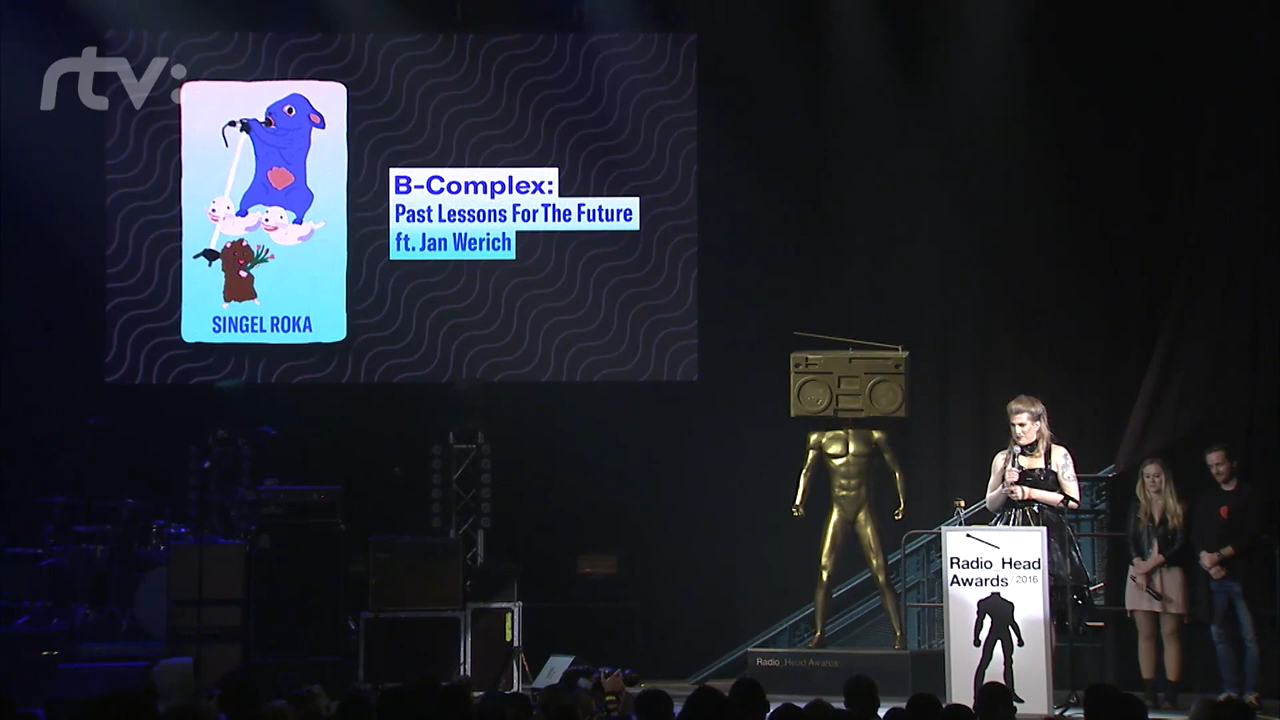 rtv:
B-Complex:
Past Lessons For The Future
ft. Jan Werich
SINGEL ROKA
Radio_Head
Awards / 2016
Radio_Head Awards